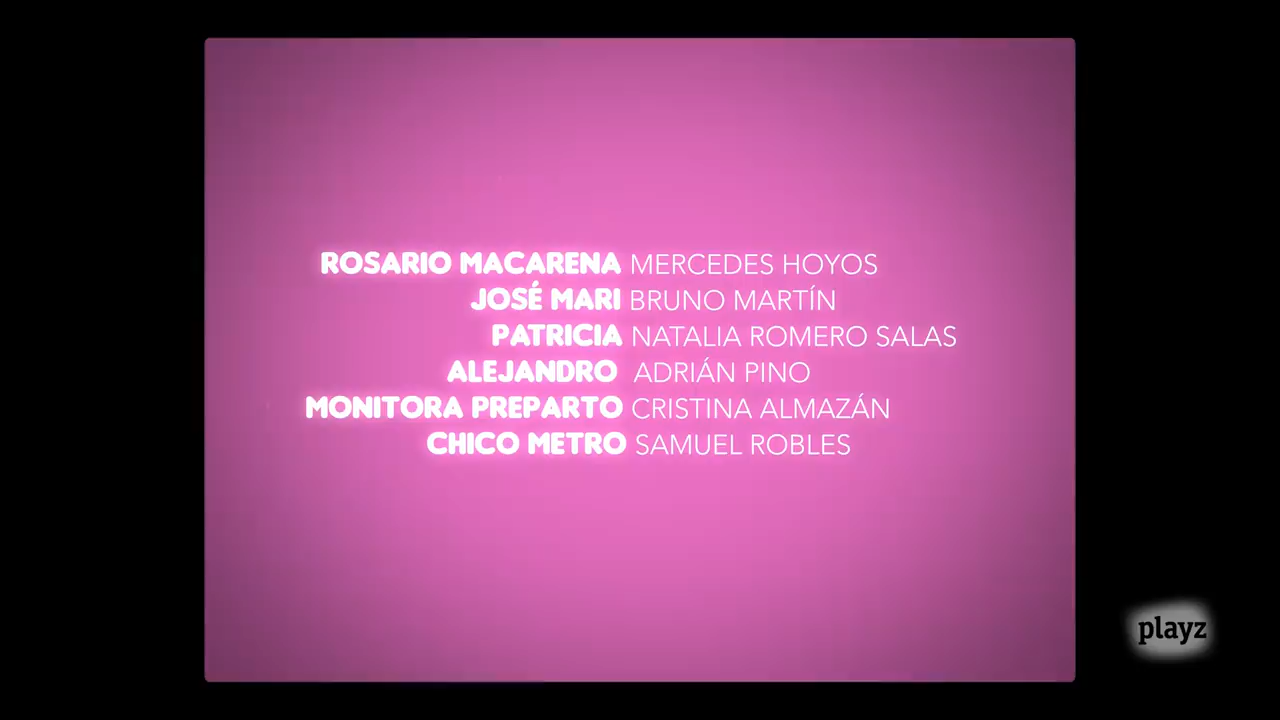 ROSARIO MACARENA MERCEDES HOYOS
JOSÉ MARI BRUNO MARTÍN
PATRICIA NATALIA ROMERO SALAS
ALEJANDRO ADRIÁN PINO
MONITORA PREPARTO CRISTINA ALMAZÁN
CHICO METRO SAMUEL ROBLES
playz